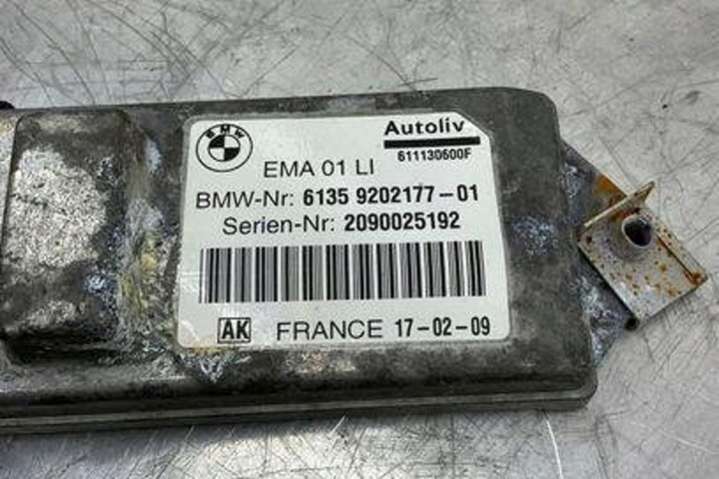 BMW
Autoliv
611130600F
EMA 01 LI
BMW-Nr: 6135 9202177-01
Serien-Nr: 2090025192
AK FRANCE 17-02-09